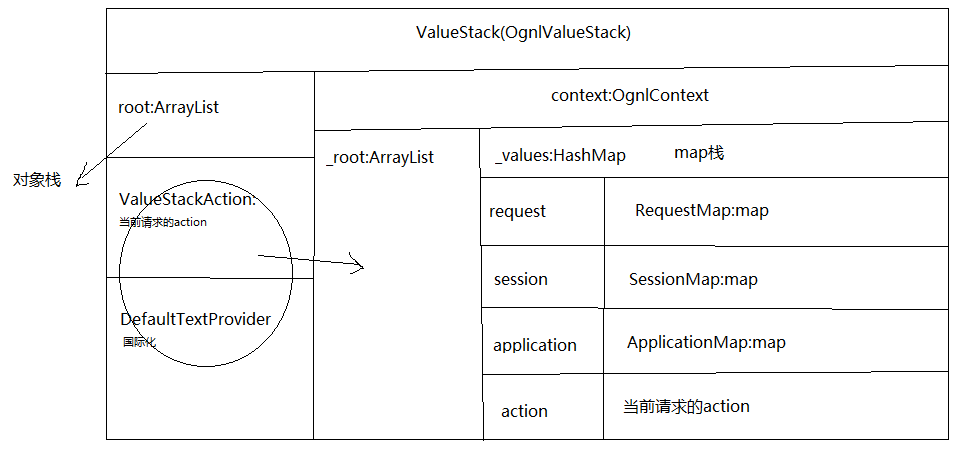 ValueStack(OgnlValueStack)
root:ArrayList
context:OgnlContext
对象栈
_root:ArrayList
_values:HashMap
map栈
ValueStackAction:
当前请求的action
request
RequestMap:map
session
SessionMap:map
DefaultTextProvider
国际化
application
ApplicationMap:map
action
当前请求的action